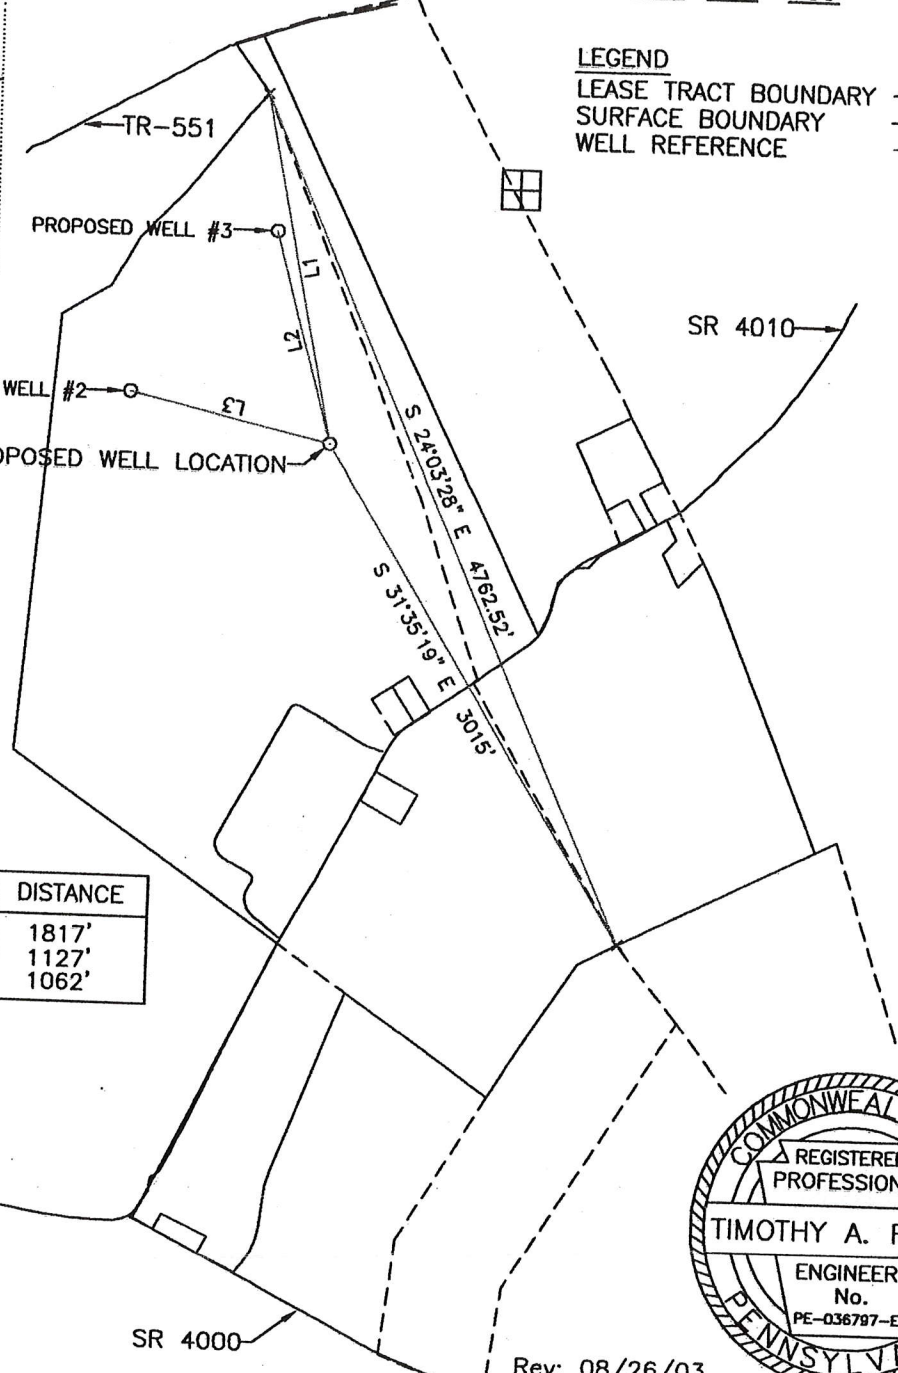 LEGEND
LEASE TRACT BOUNDARY
SURFACE BOUNDARY
WELL REFERENCE
TR-551
PROPOSED WELL #3
L1
SR 4010
L2
WELL #2
L3
OPOSED WELL LOCATION
S 24°03'28" E 4762.52'
S 31°35'19" E 3015'
DISTANCE
1817'
1127'
1062'
COMMONWEAL
REGISTERE
PROFESSION
TIMOTHY A.
ENGINEER
No.
PE-036797-E
PENNSYLV
SR 4000
Rev: 08/26/03